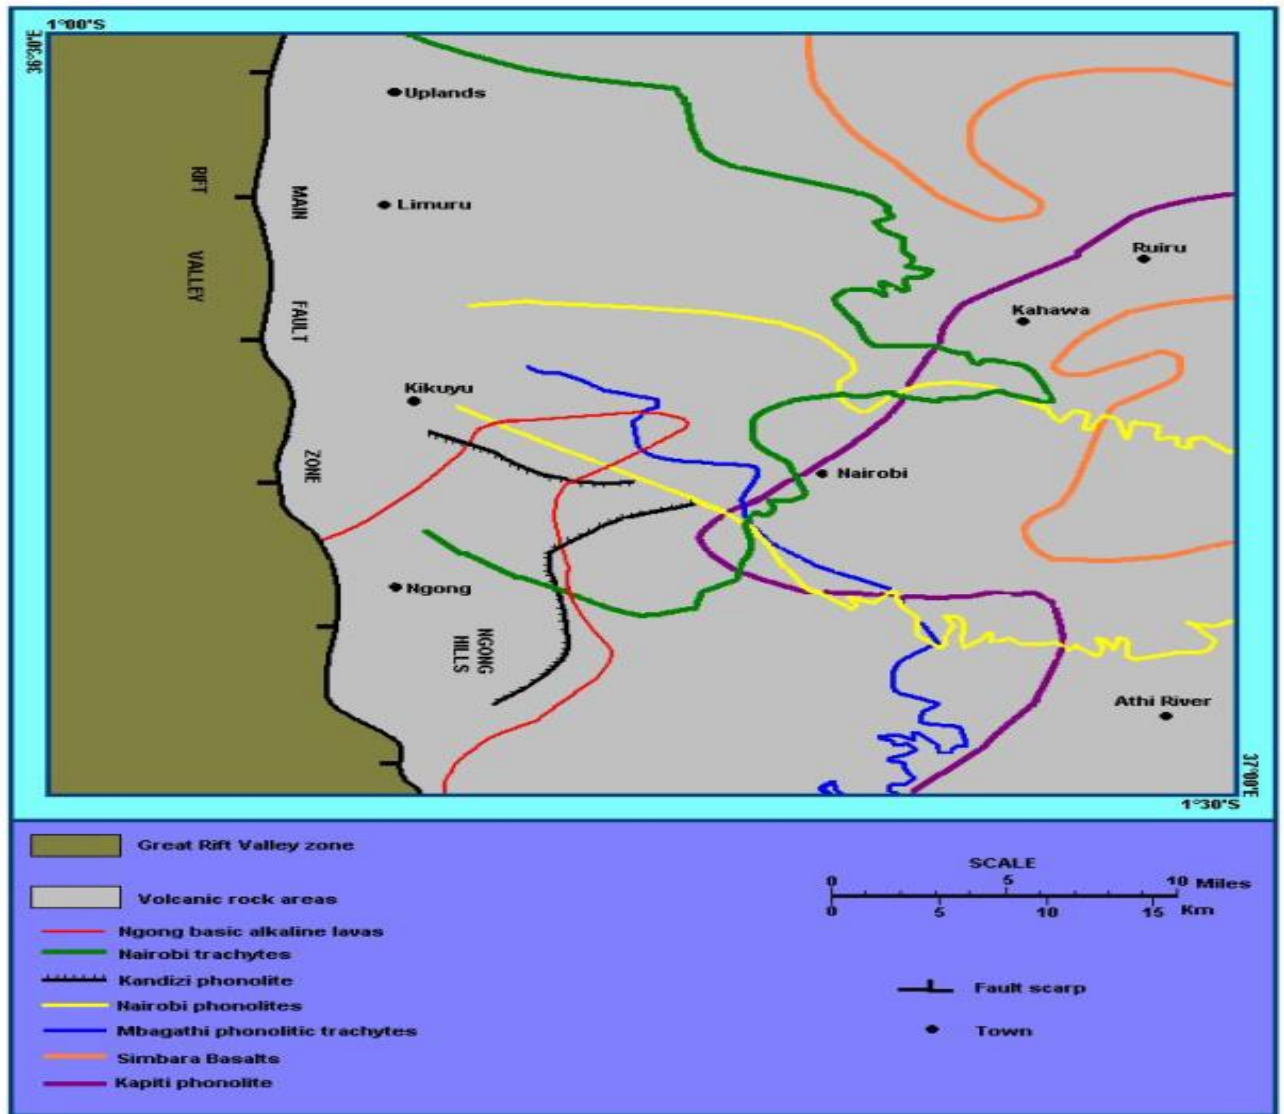 1°00'S
36°30'E
Uplands
RIFT
MAIN
Limuru
Ruiru
VALLEY
FAULT
Kahawa
Kikuyu
ZONE
Nairobi
Ngong
NGONG
HILLS
Athi River
37°00'E
1°30'S
Great Rift Valley zone
SCALE
0 5 10 Miles
0 5 10 15 Km
Volcanic rock areas
Ngong basic alkaline lavas
Nairobi trachytes
Kandizi phonolite
Fault scarp
Nairobi phonolites
Mbagathi phonolitic trachytes
Town
Simbara Basalts
Kapiti phonolite